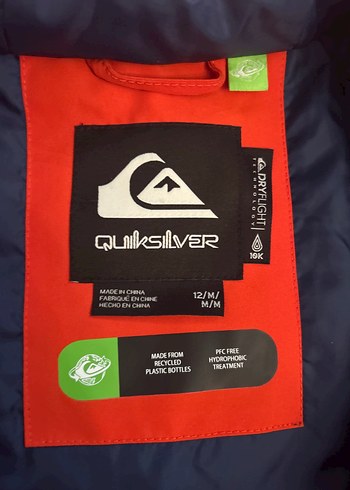 QUIKSILVER
DRYFLIGHT
TECHNOLOGY
10K
MADE IN CHINA
FABRIQUÉ EN CHINE
HECHO EN CHINA
12/M/
M/M
MADE FROM
RECYCLED
PLASTIC BOTTLES
PFC FREE
HYDROPHOBIC
TREATMENT